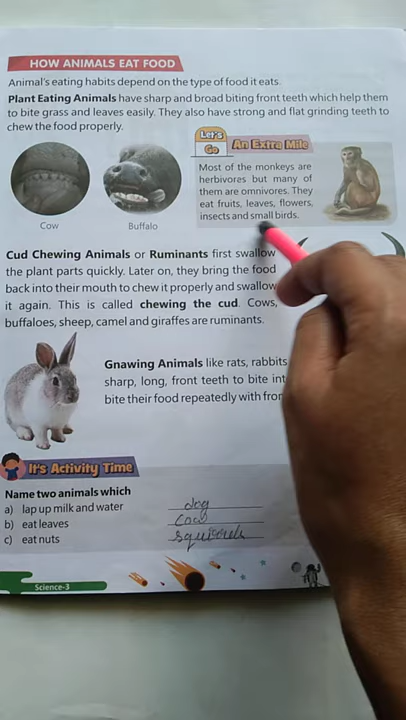 HOW ANIMALS EAT FOOD
Animal's eating habits depend on the type of food it eats.
Plant Eating Animals have sharp and broad biting front teeth which help them
to bite grass and leaves easily. They also have strong and flat grinding teeth to
chew the food properly.
Let's
Go
An Extra Mile
Most of the monkeys are
herbivores but many of
them are omnivores. They
eat fruits, leaves, flowers,
insects and small birds.
Cow
Buffalo
Cud Chewing Animals or Ruminants first swallow
the plant parts quickly. Later on, they bring the food
back into their mouth to chew it properly and swallow
it again. This is called chewing the cud. Cows,
buffaloes, sheep, camel and giraffes are ruminants.
Gnawing Animals like rats, rabbits
sharp, long, front teeth to bite
bite their food repeatedly with
It's Activity Time
Name two animals which
a) lap up milk and water dog
b) eat leaves cow
c) eat nuts
Science-3